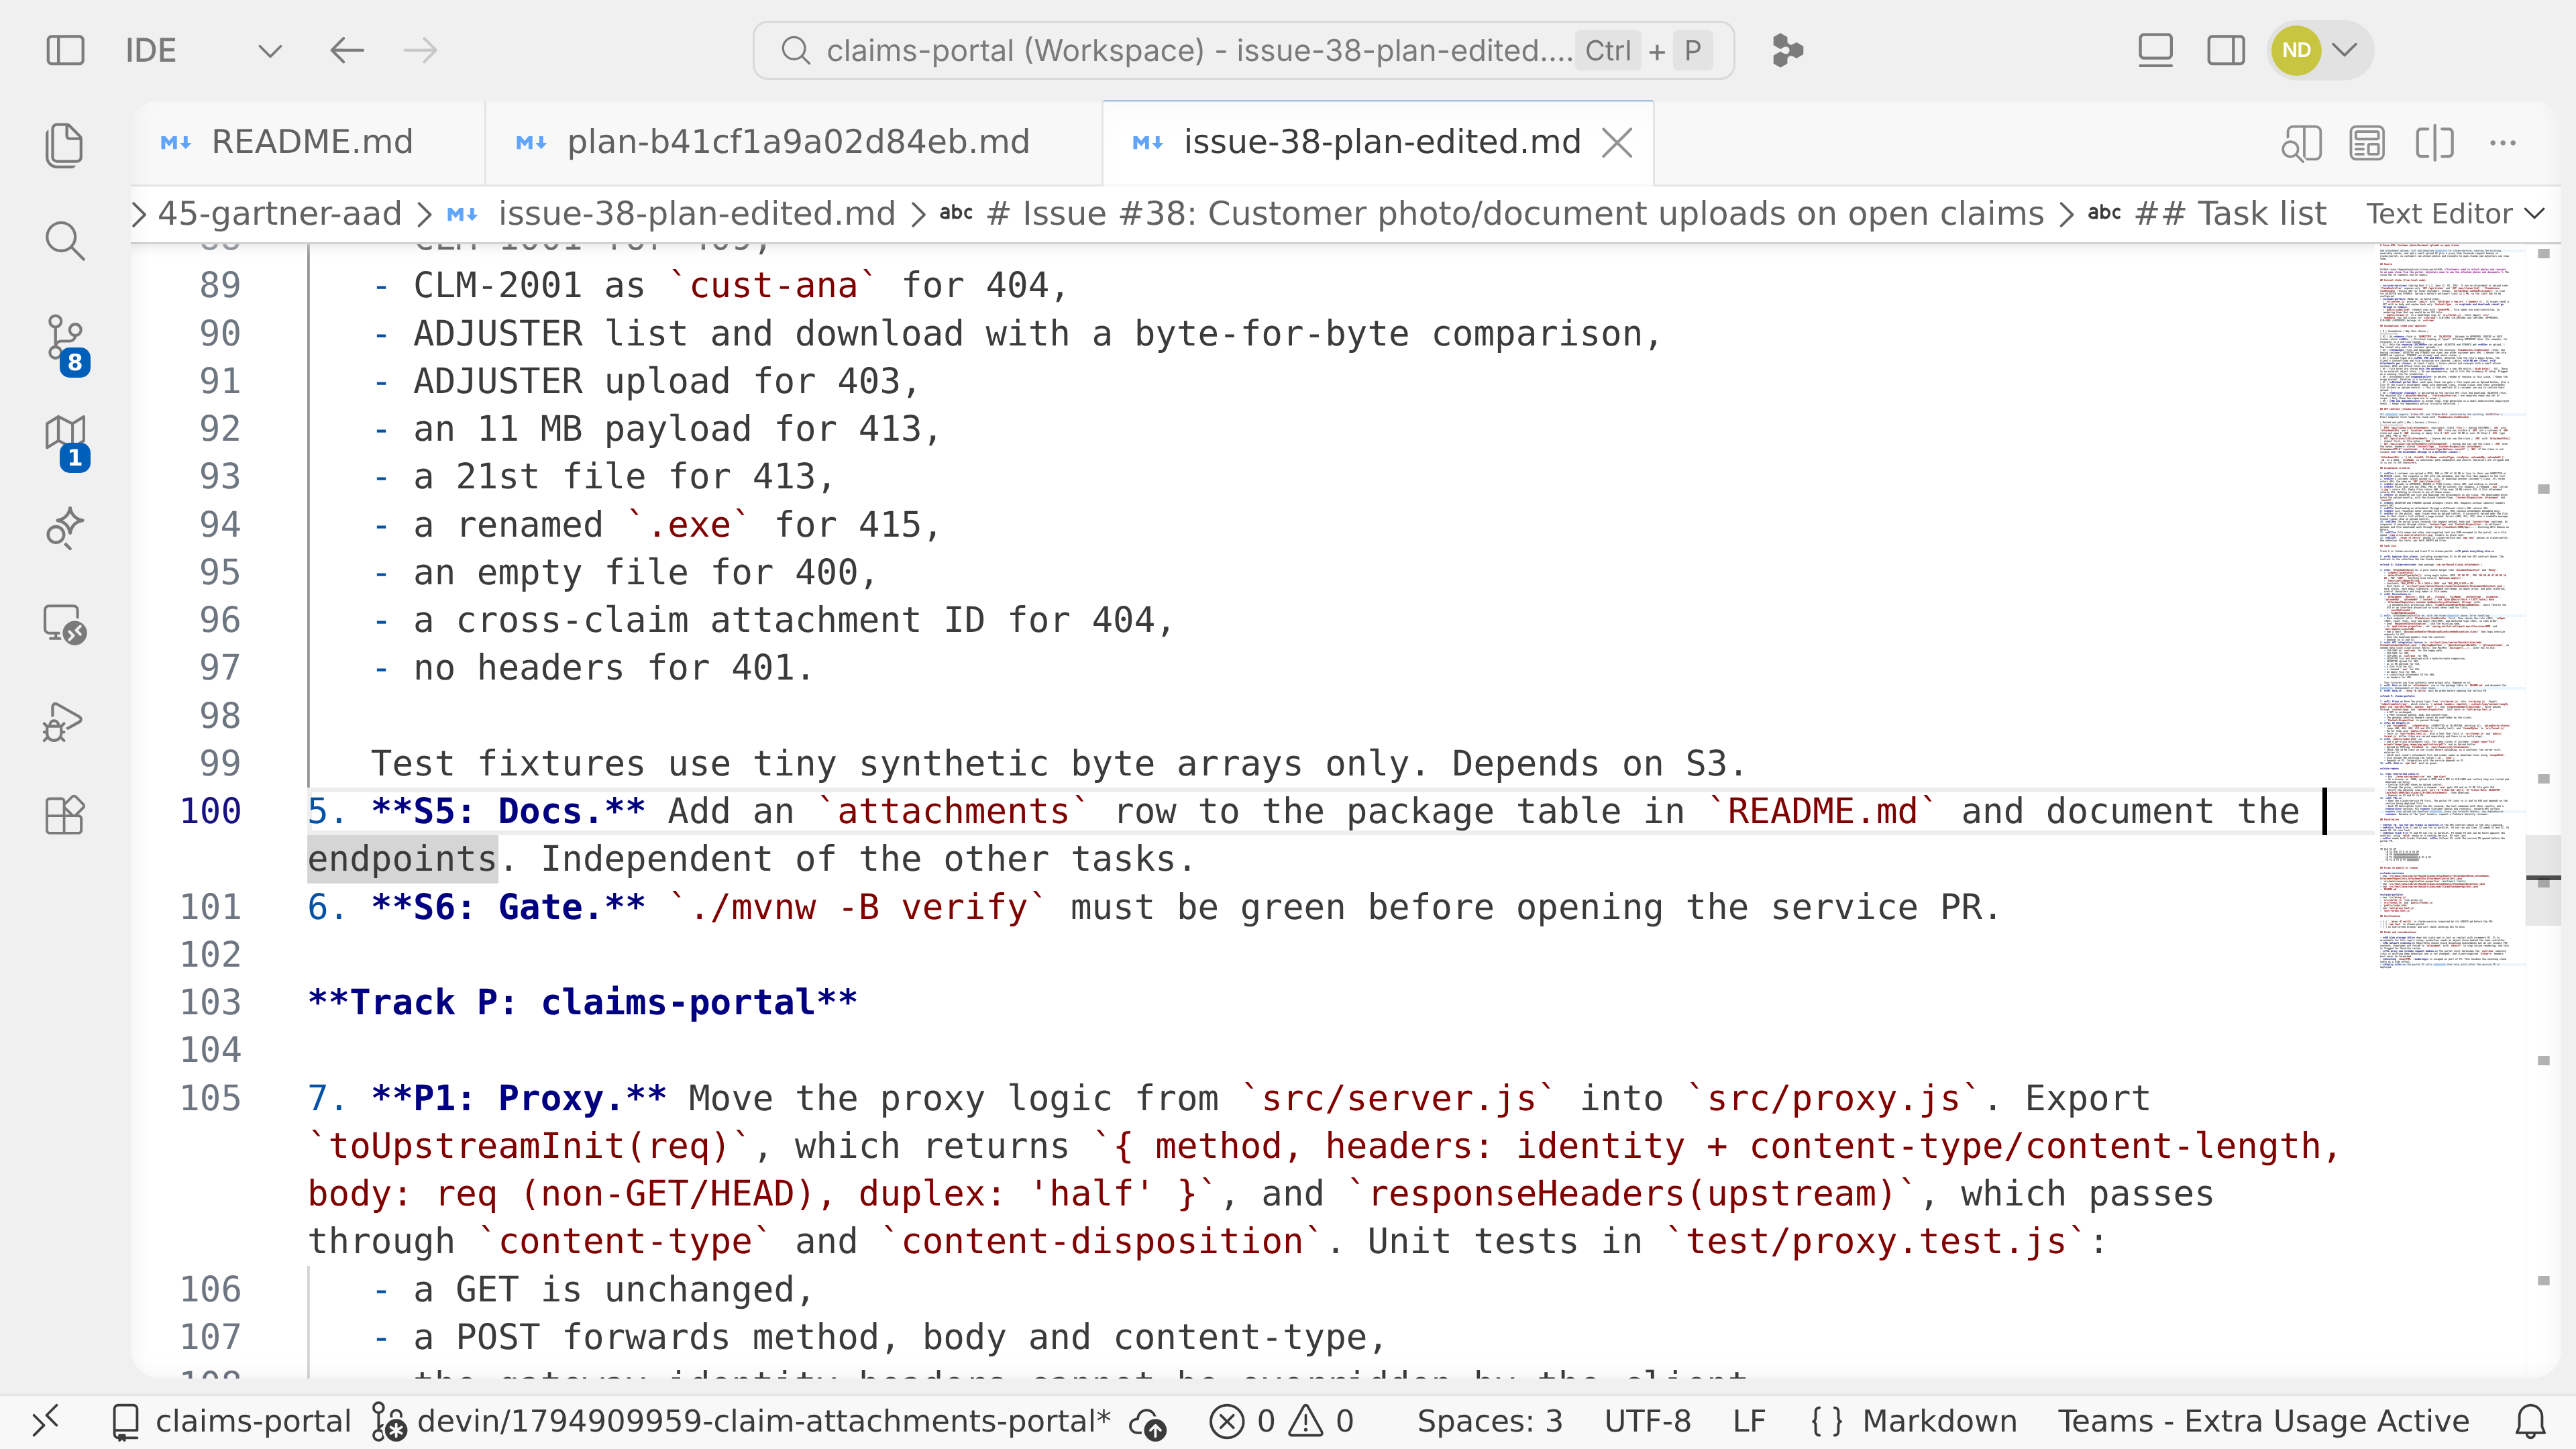 IDE
claims-portal (Workspace) - issue-38-plan-edited.... Ctrl + P
ND
README.md
plan-b41cf1a9a02d84eb.md
issue-38-plan-edited.md
45-gartner-aad > issue-38-plan-edited.md > abc # Issue #38: Customer photo/document uploads on open claims > abc ## Task list
Text Editor
8
1
89 - CLM-2001 as `cust-ana` for 404,
90 - ADJUSTER list and download with a byte-for-byte comparison,
91 - ADJUSTER upload for 403,
92 - an 11 MB payload for 413,
93 - a 21st file for 413,
94 - a renamed `.exe` for 415,
95 - an empty file for 400,
96 - a cross-claim attachment ID for 404,
97 - no headers for 401.
98
99 Test fixtures use tiny synthetic byte arrays only. Depends on S3.
100 5. **S5: Docs.** Add an `attachments` row to the package table in `README.md` and document the
endpoints. Independent of the other tasks.
101 6. **S6: Gate.** `./mvnw -B verify` must be green before opening the service PR.
102
103 **Track P: claims-portal**
104
105 7. **P1: Proxy.** Move the proxy logic from `src/server.js` into `src/proxy.js`. Export
`toUpstreamInit(req)`, which returns `{ method, headers: identity + content-type/content-length,
body: req (non-GET/HEAD), duplex: 'half' }`, and `responseHeaders(upstream)`, which passes
through `content-type` and `content-disposition`. Unit tests in `test/proxy.test.js`:
106 - a GET is unchanged,
107 - a POST forwards method, body and content-type,
claims-portal
devin/1794909959-claim-attachments-portal*
0
0
Spaces: 3
UTF-8
LF
{ } Markdown
Teams - Extra Usage Active